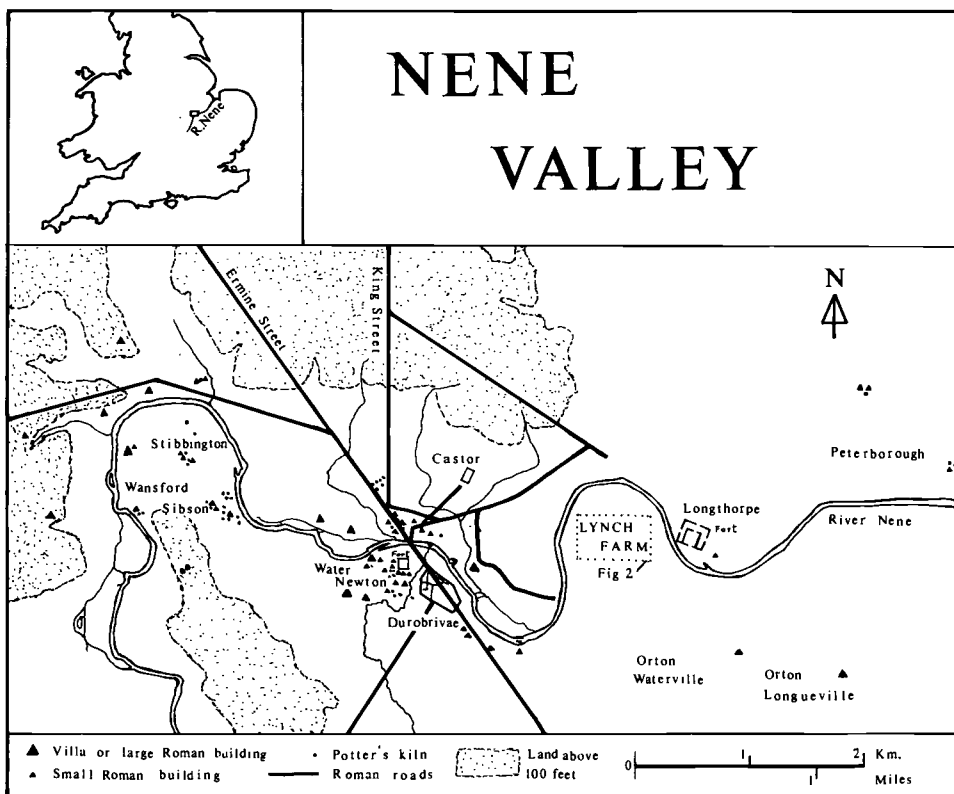 R. Nene
NENE
VALLEY
Ermine Street
King Street
N
Stibbington
Castor
Peterborough
Wansford
Sibson
Longthorpe
Fort
River Nene
LYNCH
FARM
Fig 2
Fort
Water
Newton
Durobrivae
Orton
Waterville
Orton
Longueville
Villa or large Roman building
Potter's kiln
Land above
100 feet
Small Roman building
Roman roads
0
1
2
Km.
1
Miles